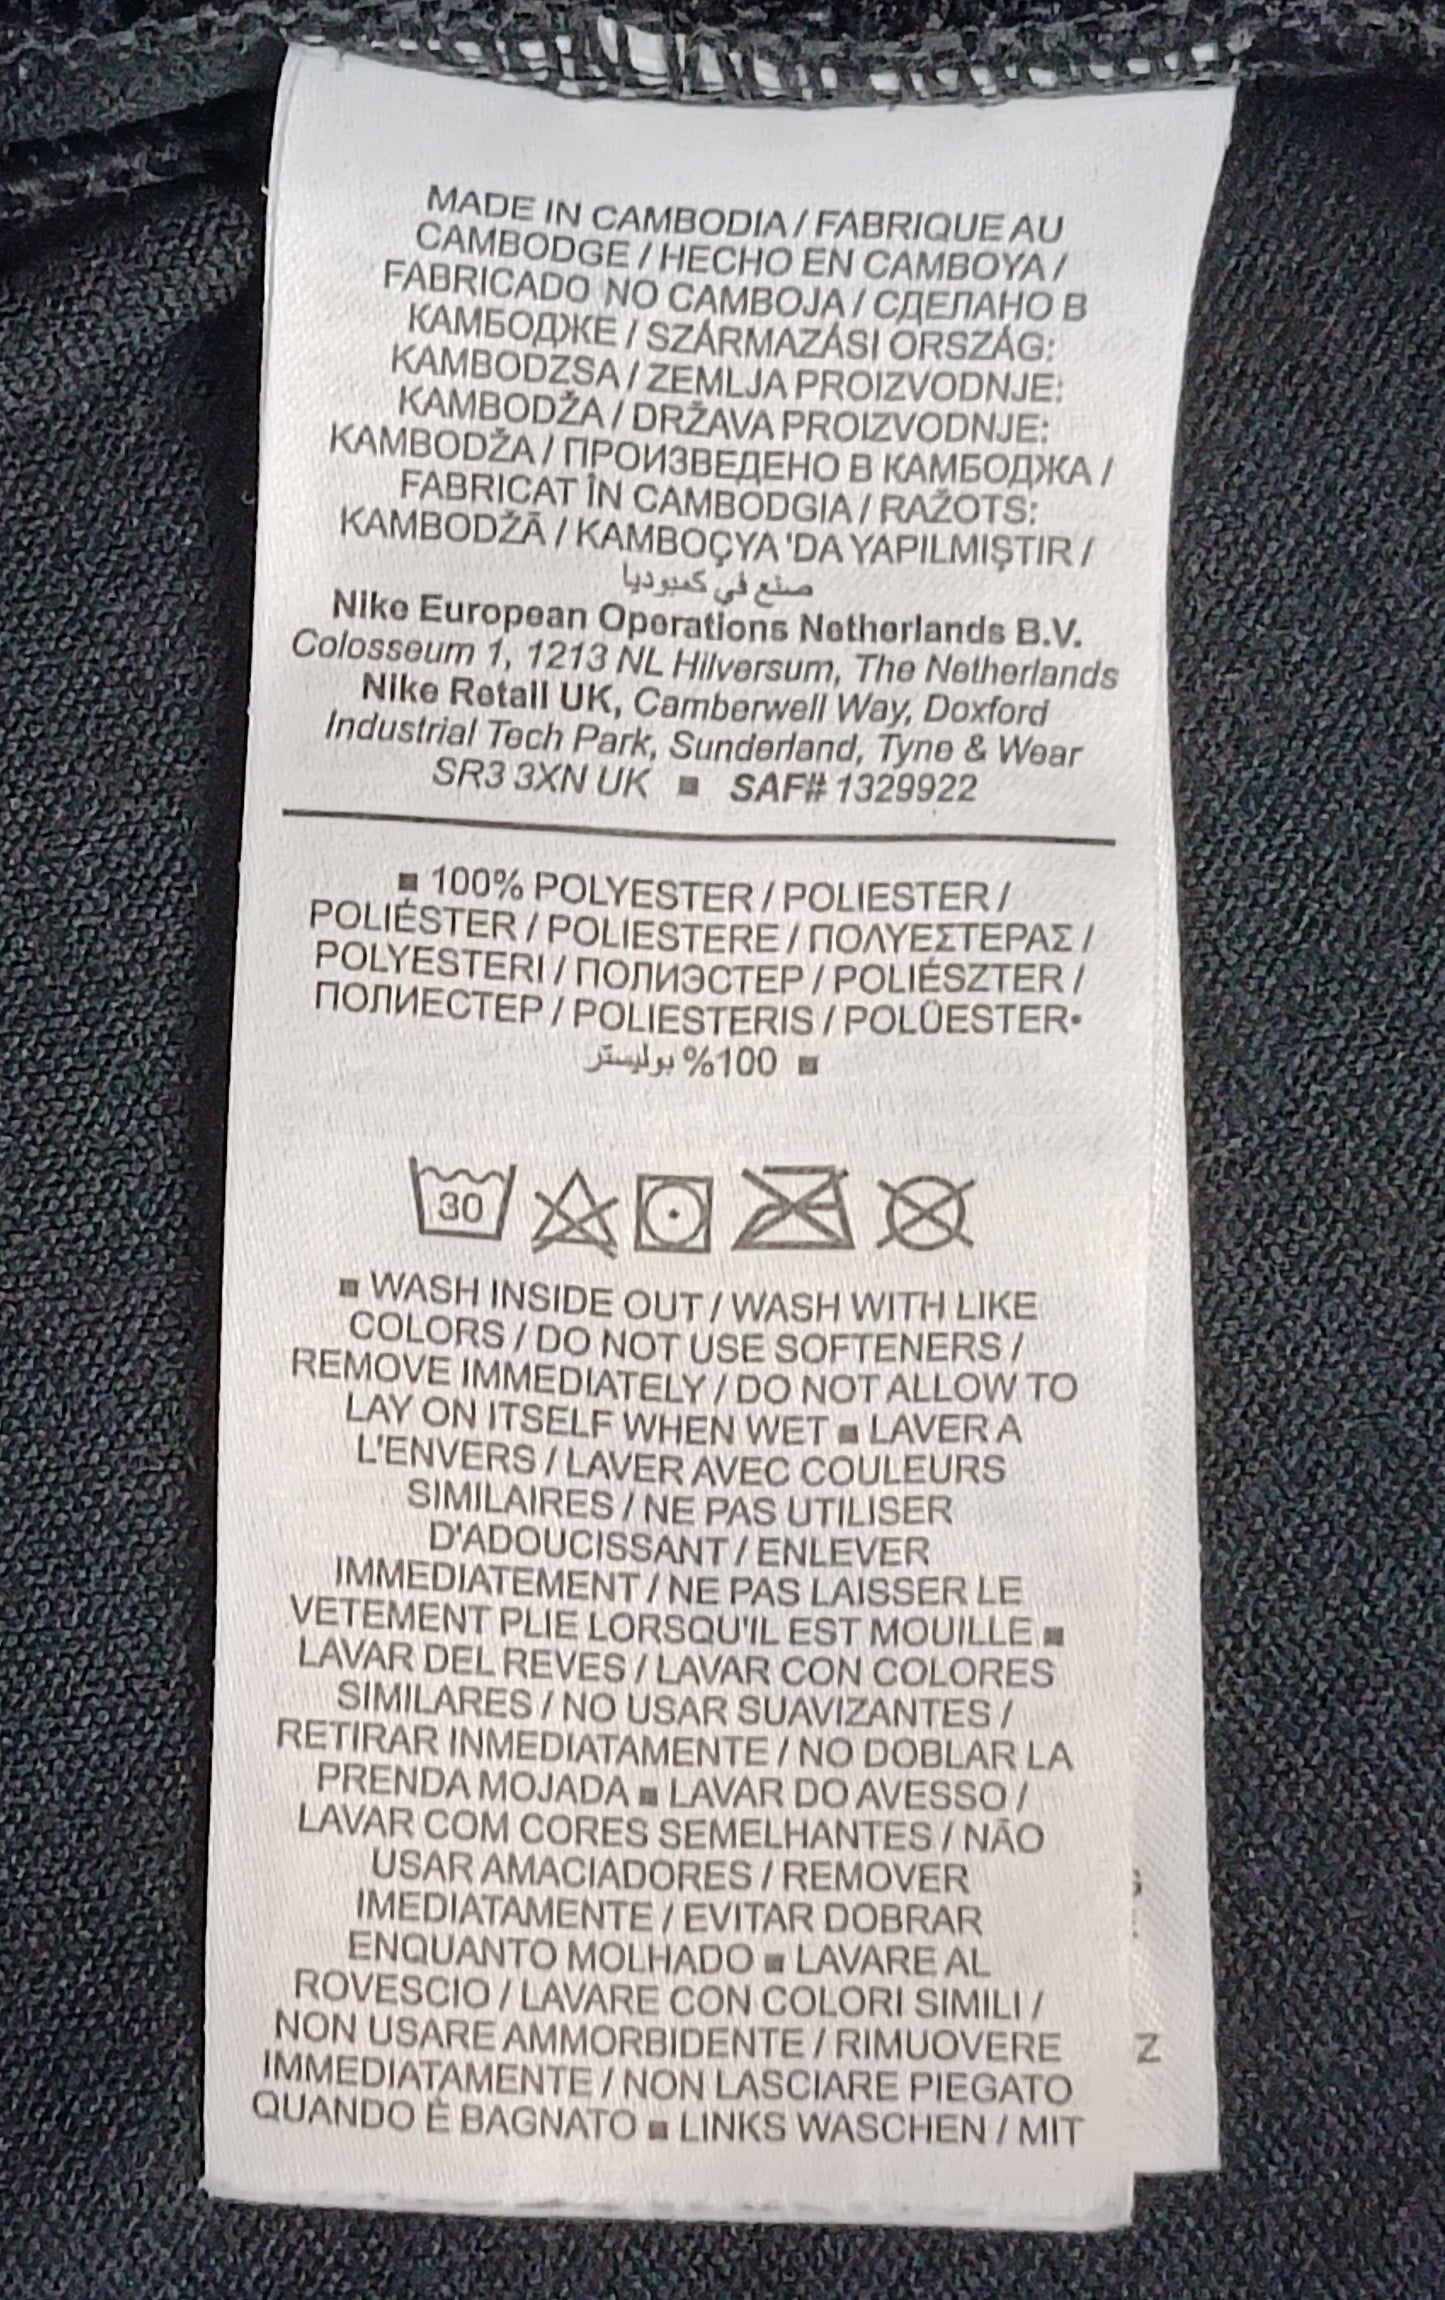 MADE IN CAMBODIA / FABRIQUE AU
CAMBODGE / HECHO EN CAMBOYA /
FABRICADO NO CAMBOJA / СДЕЛАНО В
КАМБОДЖЕ / SZÁRMAZÁSI ORSZÁG:
KAMBODZSA / ZEMLJA PROIZVODNJE:
KAMBODŽA / DRŽAVA PROIZVODNJE:
KAMBODŽA / ПРОИЗВЕДЕНО В КАМБОДЖА /
FABRICAT ÎN CAMBODGIA / RAŽOTS:
KAMBODŽĀ / KAMBOÇYA 'DA YAPILMIŞTIR /
صنع في كمبوديا
Nike European Operations Netherlands B.V.
Colosseum 1, 1213 NL Hilversum, The Netherlands
Nike Retail UK, Camberwell Way, Doxford
Industrial Tech Park, Sunderland, Tyne & Wear
SR3 3XN UK ■ SAF# 1329922
■ 100% POLYESTER / POLIESTER /
POLIÉSTER / POLIESTERE / ΠΟΛΥΕΣΤΕΡΑΣ /
POLYESTERI / ПОЛИЭСТЕР / POLIÉSZTER /
ПОЛИЕСТЕР / POLIESTERIS / POLÜESTER•
■ 100% بوليستر
30
■ WASH INSIDE OUT / WASH WITH LIKE
COLORS / DO NOT USE SOFTENERS /
REMOVE IMMEDIATELY / DO NOT ALLOW TO
LAY ON ITSELF WHEN WET ■ LAVER A
L'ENVERS / LAVER AVEC COULEURS
SIMILAIRES / NE PAS UTILISER
D'ADOUCISSANT / ENLEVER
IMMEDIATEMENT / NE PAS LAISSER LE
VETEMENT PLIE LORSQU'IL EST MOUILLE ■
LAVAR DEL REVES / LAVAR CON COLORES
SIMILARES / NO USAR SUAVIZANTES /
RETIRAR INMEDIATAMENTE / NO DOBLAR LA
PRENDA MOJADA ■ LAVAR DO AVESSO /
LAVAR COM CORES SEMELHANTES / NÃO
USAR AMACIADORES / REMOVER
IMEDIATAMENTE / EVITAR DOBRAR
ENQUANTO MOLHADO ■ LAVARE AL
ROVESCIO / LAVARE CON COLORI SIMILI /
NON USARE AMMORBIDENTE / RIMUOVERE
IMMEDIATAMENTE / NON LASCIARE PIEGATO
QUANDO È BAGNATO ■ LINKS WASCHEN / MIT
Z